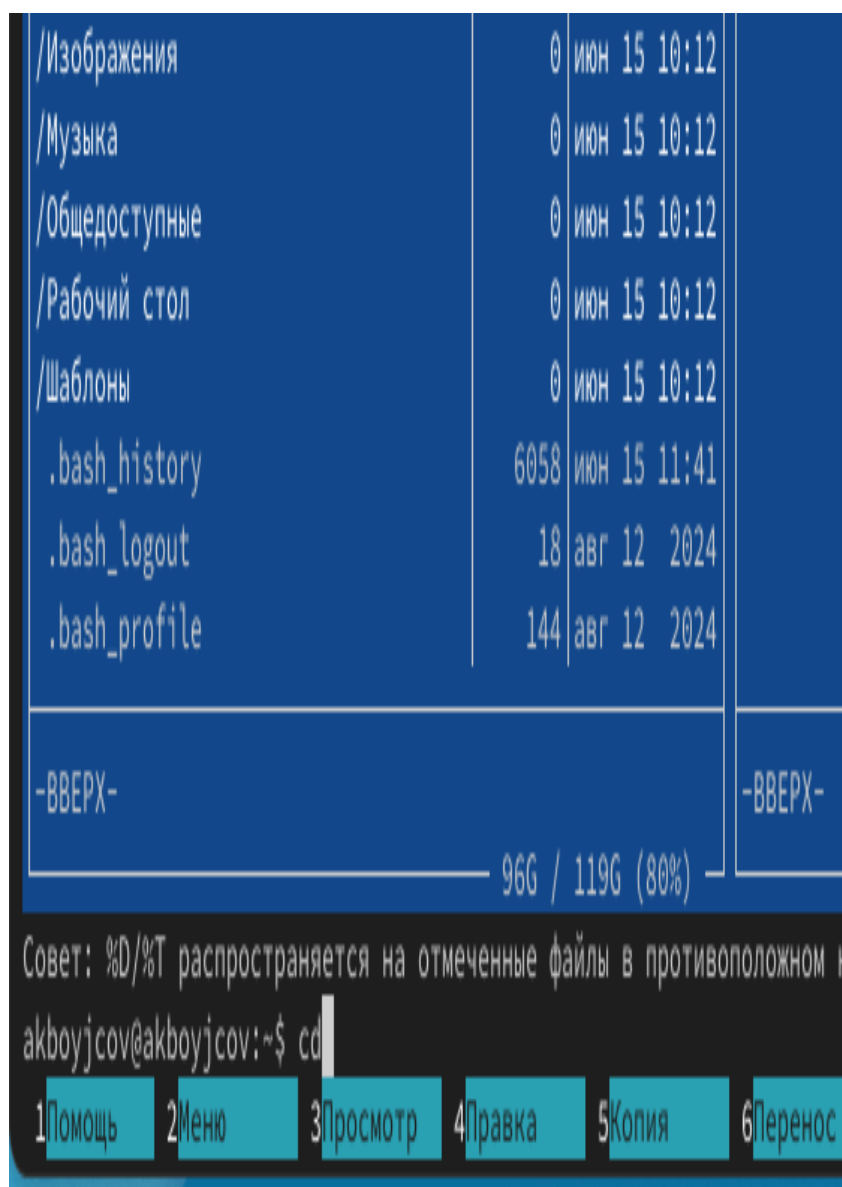 /Изображения 0 июн 15 10:12
/Музыка 0 июн 15 10:12
/Общедоступные 0 июн 15 10:12
/Рабочий стол 0 июн 15 10:12
/Шаблоны 0 июн 15 10:12
.bash_history 6058 июн 15 11:41
.bash_logout 18 авг 12 2024
.bash_profile 144 авг 12 2024
-ВВЕРХ- -ВВЕРХ-
96G / 119G (80%)
Совет: %D/%T распространяется на отмеченные файлы в противоположном
akboyjcov@akboyjcov:~$ cd
1Помощь 2Меню 3Просмотр 4Правка 5Копия 6Перенос